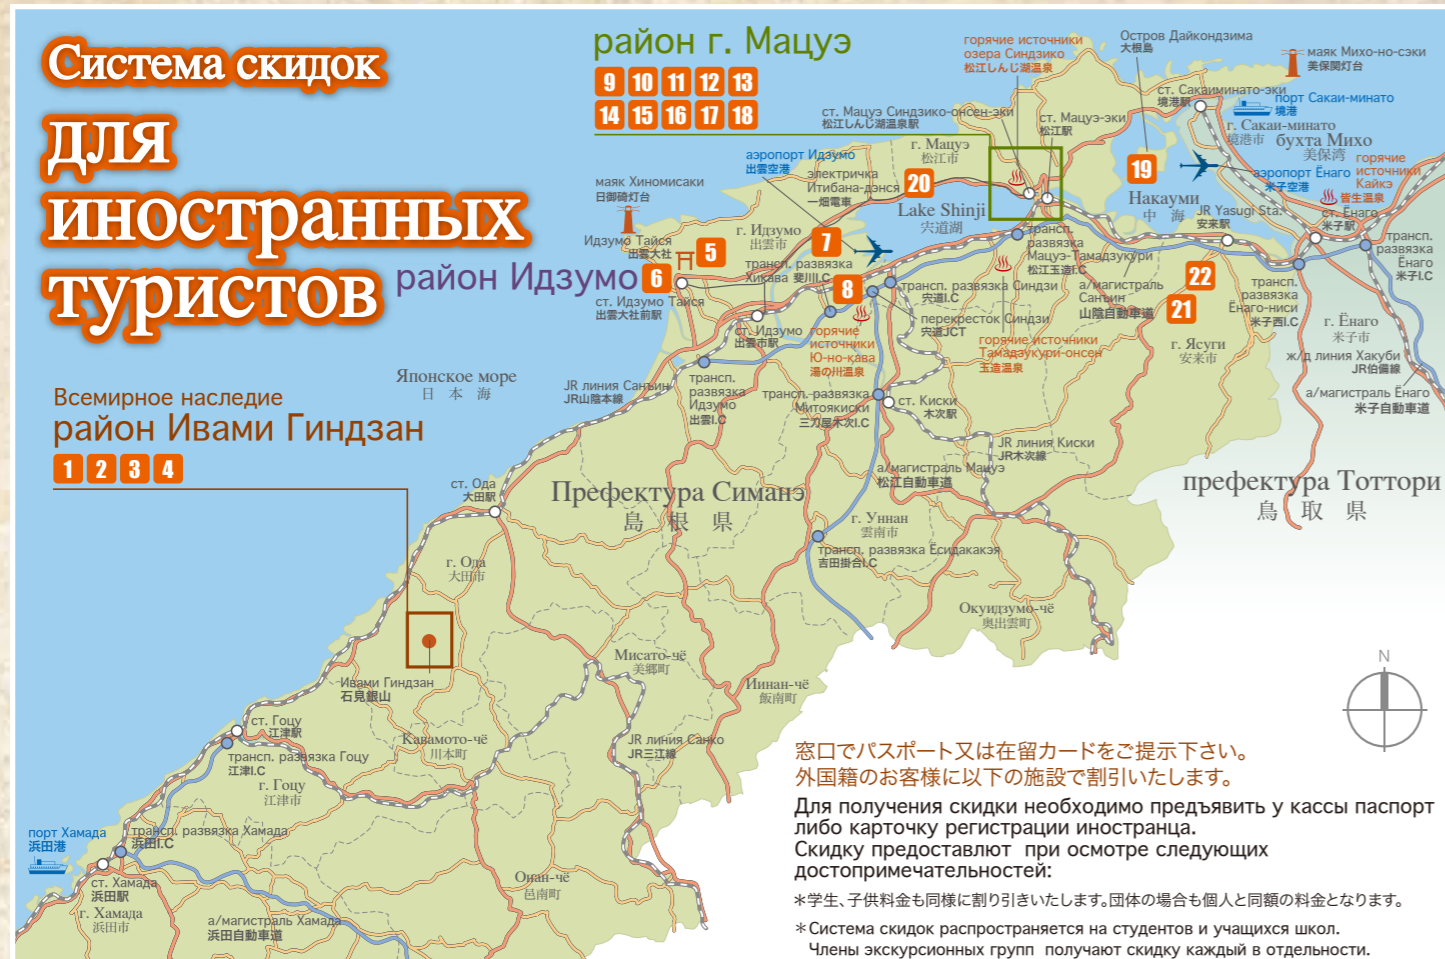 Система скидок
для
иностранных
туристов
район г. Мацуэ
9 10 11 12 13
14 15 16 17 18
район Идзумо
6
5
7
8
20
19
22
21
Всемирное наследие
район Ивами Гиндзан
1 2 3 4
горячие источники
озера Синдзико
松江しんじ湖温泉
Остров Дайкондзима
大根島
маяк Михо-но-сэки
美保関灯台
ст. Сакаиминато-эки
境港駅
порт Сакаи-минато
境港
г. Сакаи-минато
境港市
бухта Михо
美保湾
ст. Мацуэ Синдзико-онсен-эки
松江しんじ湖温泉駅
ст. Мацуэ-эки
松江駅
г. Мацуэ
松江市
аэропорт Идзумо
出雲空港
электричка
Итибана-дэнся
一畑電車
маяк Хиномисаки
日御碕灯台
Идзумо Тайся
出雲大社
г. Идзумо
出雲市
трансп. развязка
Хикава 斐川I.C
ст. Идзумо Тайся
出雲大社前駅
ст. Идзумо
出雲市駅
Lake Shinji
宍道湖
Накауми
中 海
аэропорт Ёнаго
米子空港
горячие
источники
Кайкэ
皆生温泉
JR Yasugi Sta.
安来駅
ст. Ёнаго
米子駅
трансп.
развязка
Ёнаго
米子I.C
трансп.
развязка
Мацуэ-Тамадзукури
松江玉造I.C
трансп. развязка Синдзи
宍道I.C
перекресток Синдзи
宍道JCT
а/магистраль
Санъин
山陰自動車道
трансп.
развязка
Ёнаго-ниси
米子西I.C
г. Ёнаго
米子市
г. Ясуги
安来市
горячие
источники
Ю-но-кава
湯の川温泉
горячие источники
Тамадзукури-онсен
玉造温泉
ж/д линия Хакуби
JR伯備線
а/магистраль Ёнаго
米子自動車道
Японское море
日 本 海
JR линия Санъин
JR山陰本線
трансп.
развязка
Идзумо
出雲I.C
трансп. развязка
Митоякиски
三刀屋木次I.C
ст. Киски
木次駅
JR линия Киски
JR木次線
а/магистраль Мацуэ
松江自動車道
ст. Ода
大田駅
Префектура Симанэ
島 根 県
префектура Тоттори
鳥 取 県
г. Уннан
雲南市
трансп. развязка Ёсидакакэя
吉田掛合I.C
г. Ода
大田市
Окуидзумо-чё
奥出雲町
Мисато-чё
美郷町
Иинан-чё
飯南町
Ивами Гиндзан
石見銀山
ст. Гоцу
江津駅
трансп. развязка Гоцу
江津I.C
г. Гоцу
江津市
Кавамото-чё
川本町
JR линия Санко
JR三江線
порт Хамада
浜田港
трансп. развязка Хамада
浜田I.C
ст. Хамада
浜田駅
г. Хамада
浜田市
а/магистраль Хамада
浜田自動車道
Онан-чё
邑南町
N
窓口でパスポート又は在留カードをご提示下さい。
外国籍のお客様に以下の施設で割引いたします。
Для получения скидки необходимо предъявить у кассы паспорт
либо карточку регистрации иностранца.
Скидку предоставлют при осмотре следующих
достопримечательностей:
＊学生、子供料金も同様に割り引きいたします。団体の場合も個人と同額の料金となります。
＊Система скидок распространяется на студентов и учащихся школ.
Члены экскурсионных групп получают скидку каждый в отдельности.